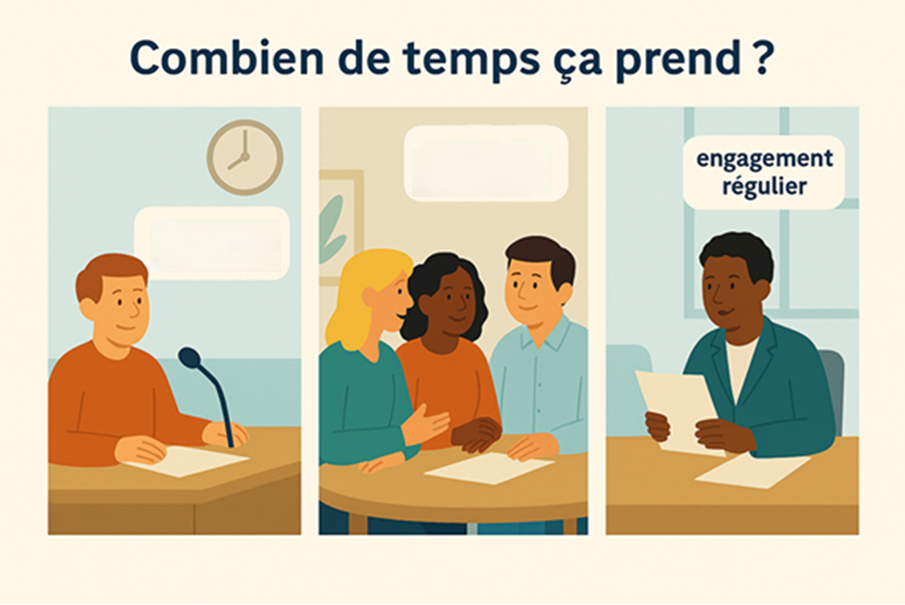 Combien de temps ça prend ?
engagement
régulier